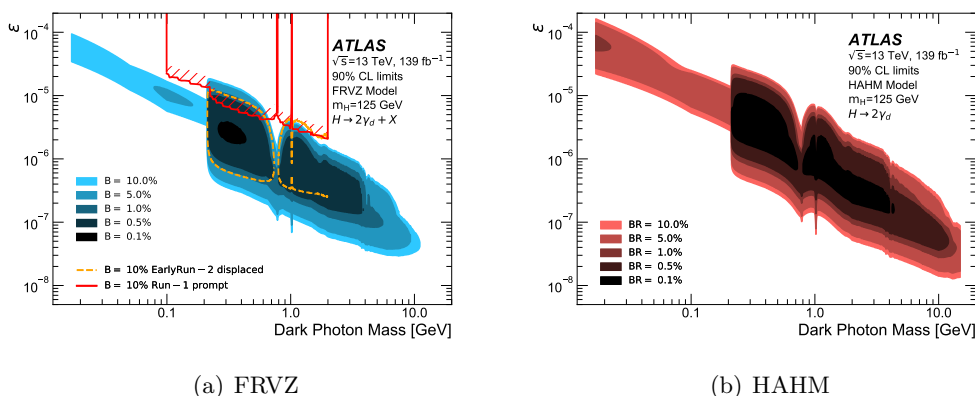 ε
10⁻⁴
10⁻⁵
10⁻⁶
10⁻⁷
10⁻⁸
ATLAS
√s=13 TeV, 139 fb⁻¹
90% CL limits
FRVZ Model
m_H=125 GeV
H→2γ_d + X
B = 10.0%
B = 5.0%
B = 1.0%
B = 0.5%
B = 0.1%
B = 10% EarlyRun−2 displaced
B = 10% Run−1 prompt
0.1 1.0 10.0
Dark Photon Mass [GeV]
(a) FRVZ
ε
10⁻⁴
10⁻⁵
10⁻⁶
10⁻⁷
10⁻⁸
ATLAS
√s=13 TeV, 139 fb⁻¹
90% CL limits
HAHM Model
m_H=125 GeV
H→2γ_d
BR = 10.0%
BR = 5.0%
BR = 1.0%
BR = 0.5%
BR = 0.1%
0.1 1.0 10.0
Dark Photon Mass [GeV]
(b) HAHM